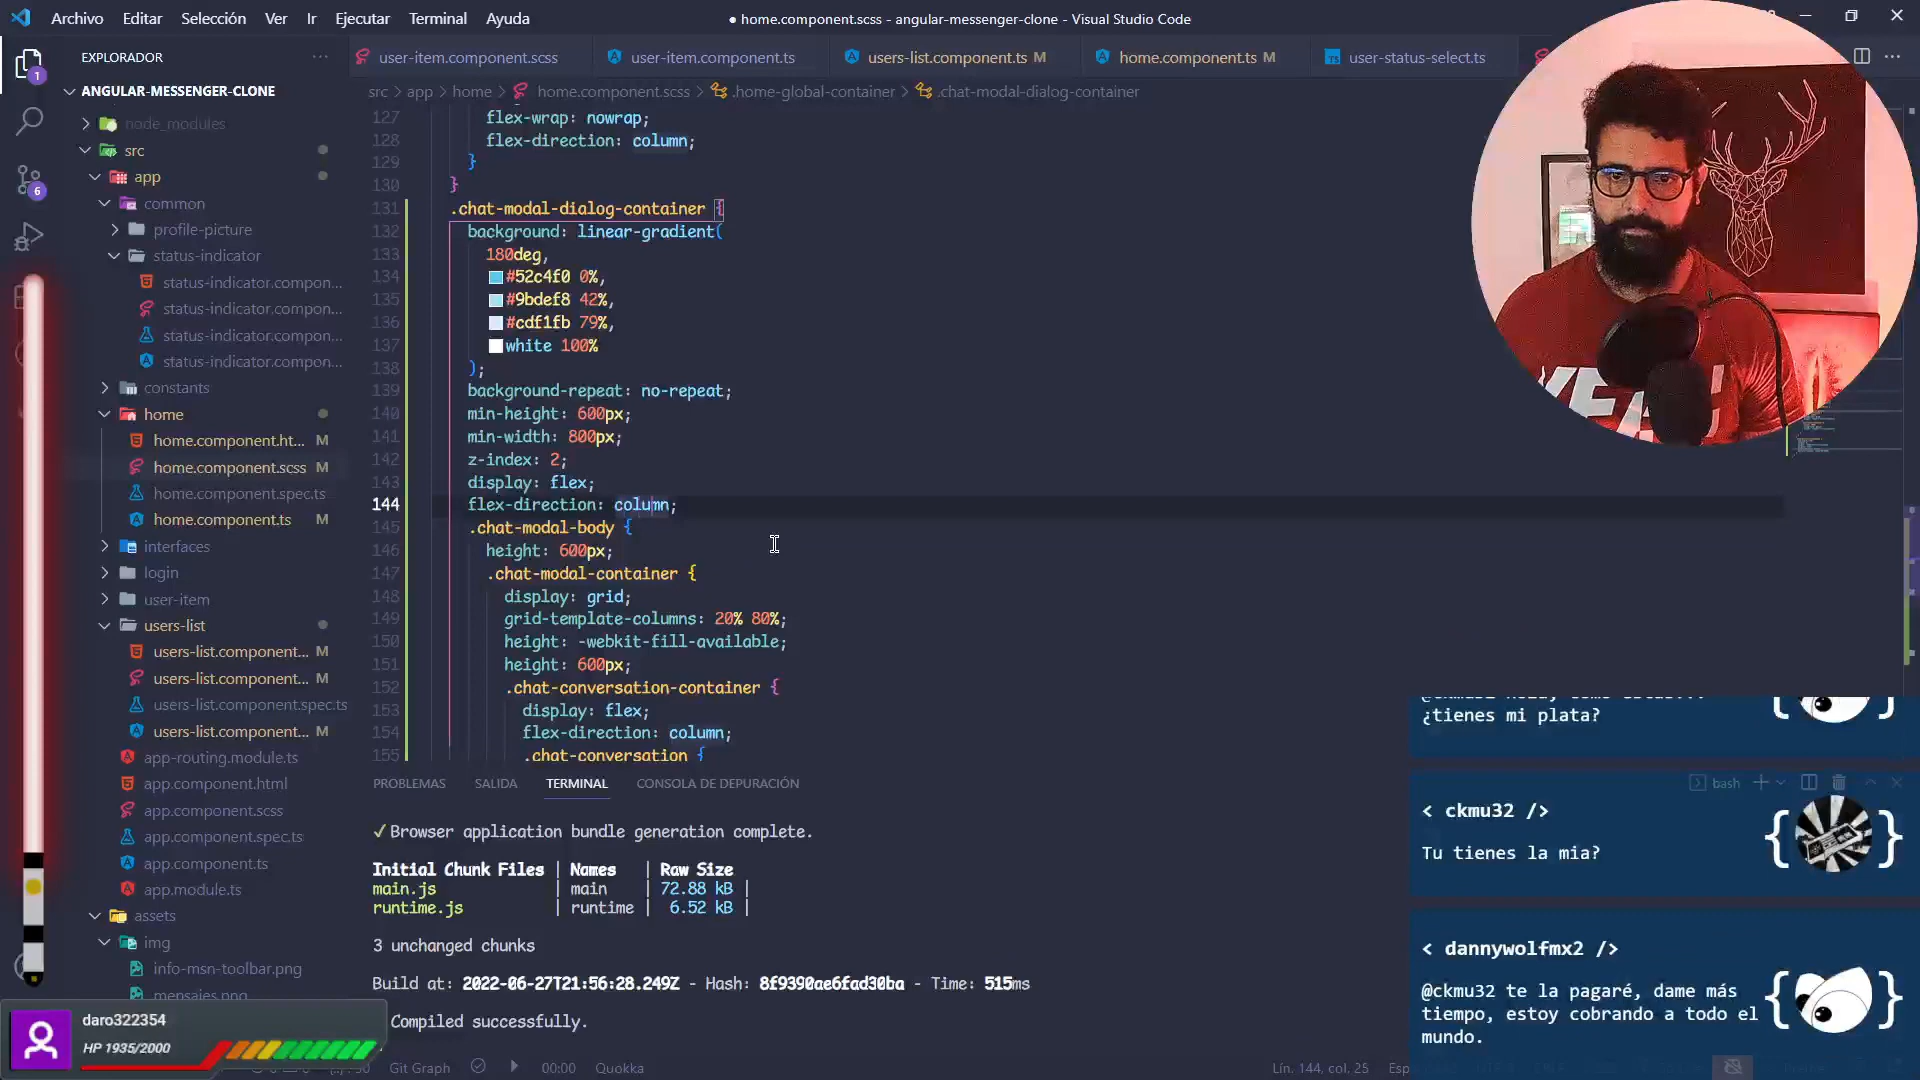 Archivo Editar Selección Ver Ir Ejecutar Terminal Ayuda
● home.component.scss - angular-messenger-clone - Visual Studio Code
EXPLORADOR
user-item.component.scss
user-item.component.ts
users-list.component.ts M
home.component.ts M
user-status-select.ts
1
6
ANGULAR-MESSENGER-CLONE
node_modules
src
app
common
profile-picture
status-indicator
status-indicator.compon...
status-indicator.compon...
status-indicator.compon...
status-indicator.compon...
constants
home
home.component.ht... M
home.component.scss M
home.component.spec.ts
home.component.ts M
interfaces
login
user-item
users-list
users-list.component... M
users-list.component... M
users-list.component.spec.ts
users-list.component... M
app-routing.module.ts
app.component.html
app.component.scss
app.component.spec.ts
app.component.ts
app.module.ts
assets
img
info-msn-toolbar.png
mensajes.png
src > app > home > home.component.scss > .home-global-container > .chat-modal-dialog-container
127 flex-wrap: nowrap;
128 flex-direction: column;
129 }
130 }
131 .chat-modal-dialog-container {
132 background: linear-gradient(
133 180deg,
134 #52c4f0 0%,
135 #9bdef8 42%,
136 #cdf1fb 79%,
137 white 100%
138 );
139 background-repeat: no-repeat;
140 min-height: 600px;
141 min-width: 800px;
142 z-index: 2;
143 display: flex;
144 flex-direction: column;
145 .chat-modal-body {
146 height: 600px;
147 .chat-modal-container {
148 display: grid;
149 grid-template-columns: 20% 80%;
150 height: -webkit-fill-available;
151 height: 600px;
152 .chat-conversation-container {
153 display: flex;
154 flex-direction: column;
155 .chat-conversation {
PROBLEMAS SALIDA TERMINAL CONSOLA DE DEPURACIÓN
bash
✓ Browser application bundle generation complete.
Initial Chunk Files | Names | Raw Size
main.js | main | 72.88 kB |
runtime.js | runtime | 6.52 kB |
3 unchanged chunks
Build at: 2022-06-27T21:56:28.249Z - Hash: 8f9390ae6fad30ba - Time: 515ms
Compiled successfully.
¿tienes mi plata?
< ckmu32 />
Tu tienes la mia?
< dannywolfmx2 />
@ckmu32 te la pagaré, dame más
tiempo, estoy cobrando a todo el
mundo.
daro322354
HP 1935/2000
Git Graph 00:00 Quokka
Lín. 144, col. 25